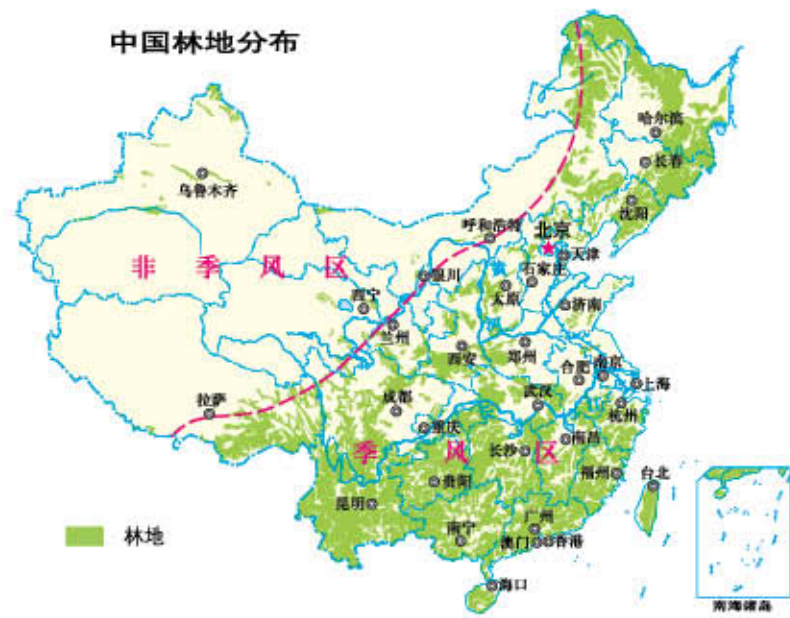 中国林地分布
哈尔滨
长春
乌鲁木齐
沈阳
呼和浩特
北京
天津
非季风区
银川
石家庄
黄
太原
河
西宁
济南
兰州
西安
郑州
合肥
南京
上海
拉萨
成都
武汉
杭州
重庆
南昌
季风区
长沙
贵阳
福州
台北
昆明
广州
南宁
澳门
香港
林地
海口
南海诸岛